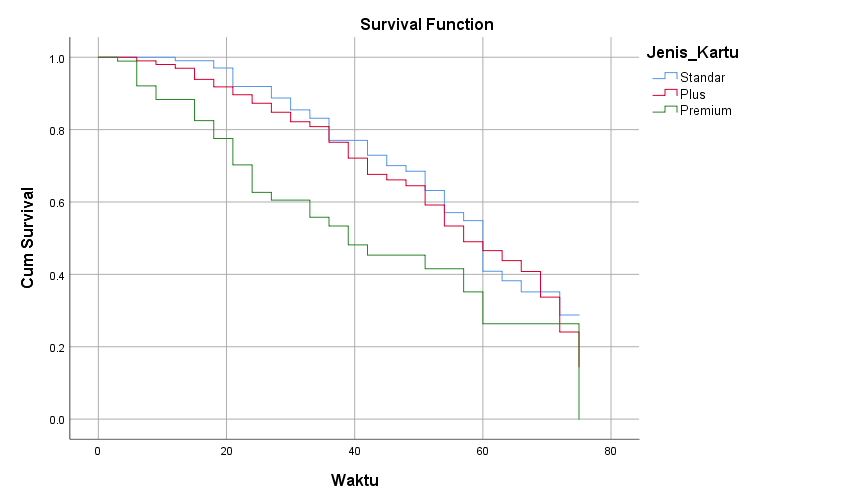 Survival Function
Jenis_Kartu
Standar
Plus
Premium
Cum Survival
1.0
0.8
0.6
0.4
0.2
0.0
0 20 40 60 80
Waktu